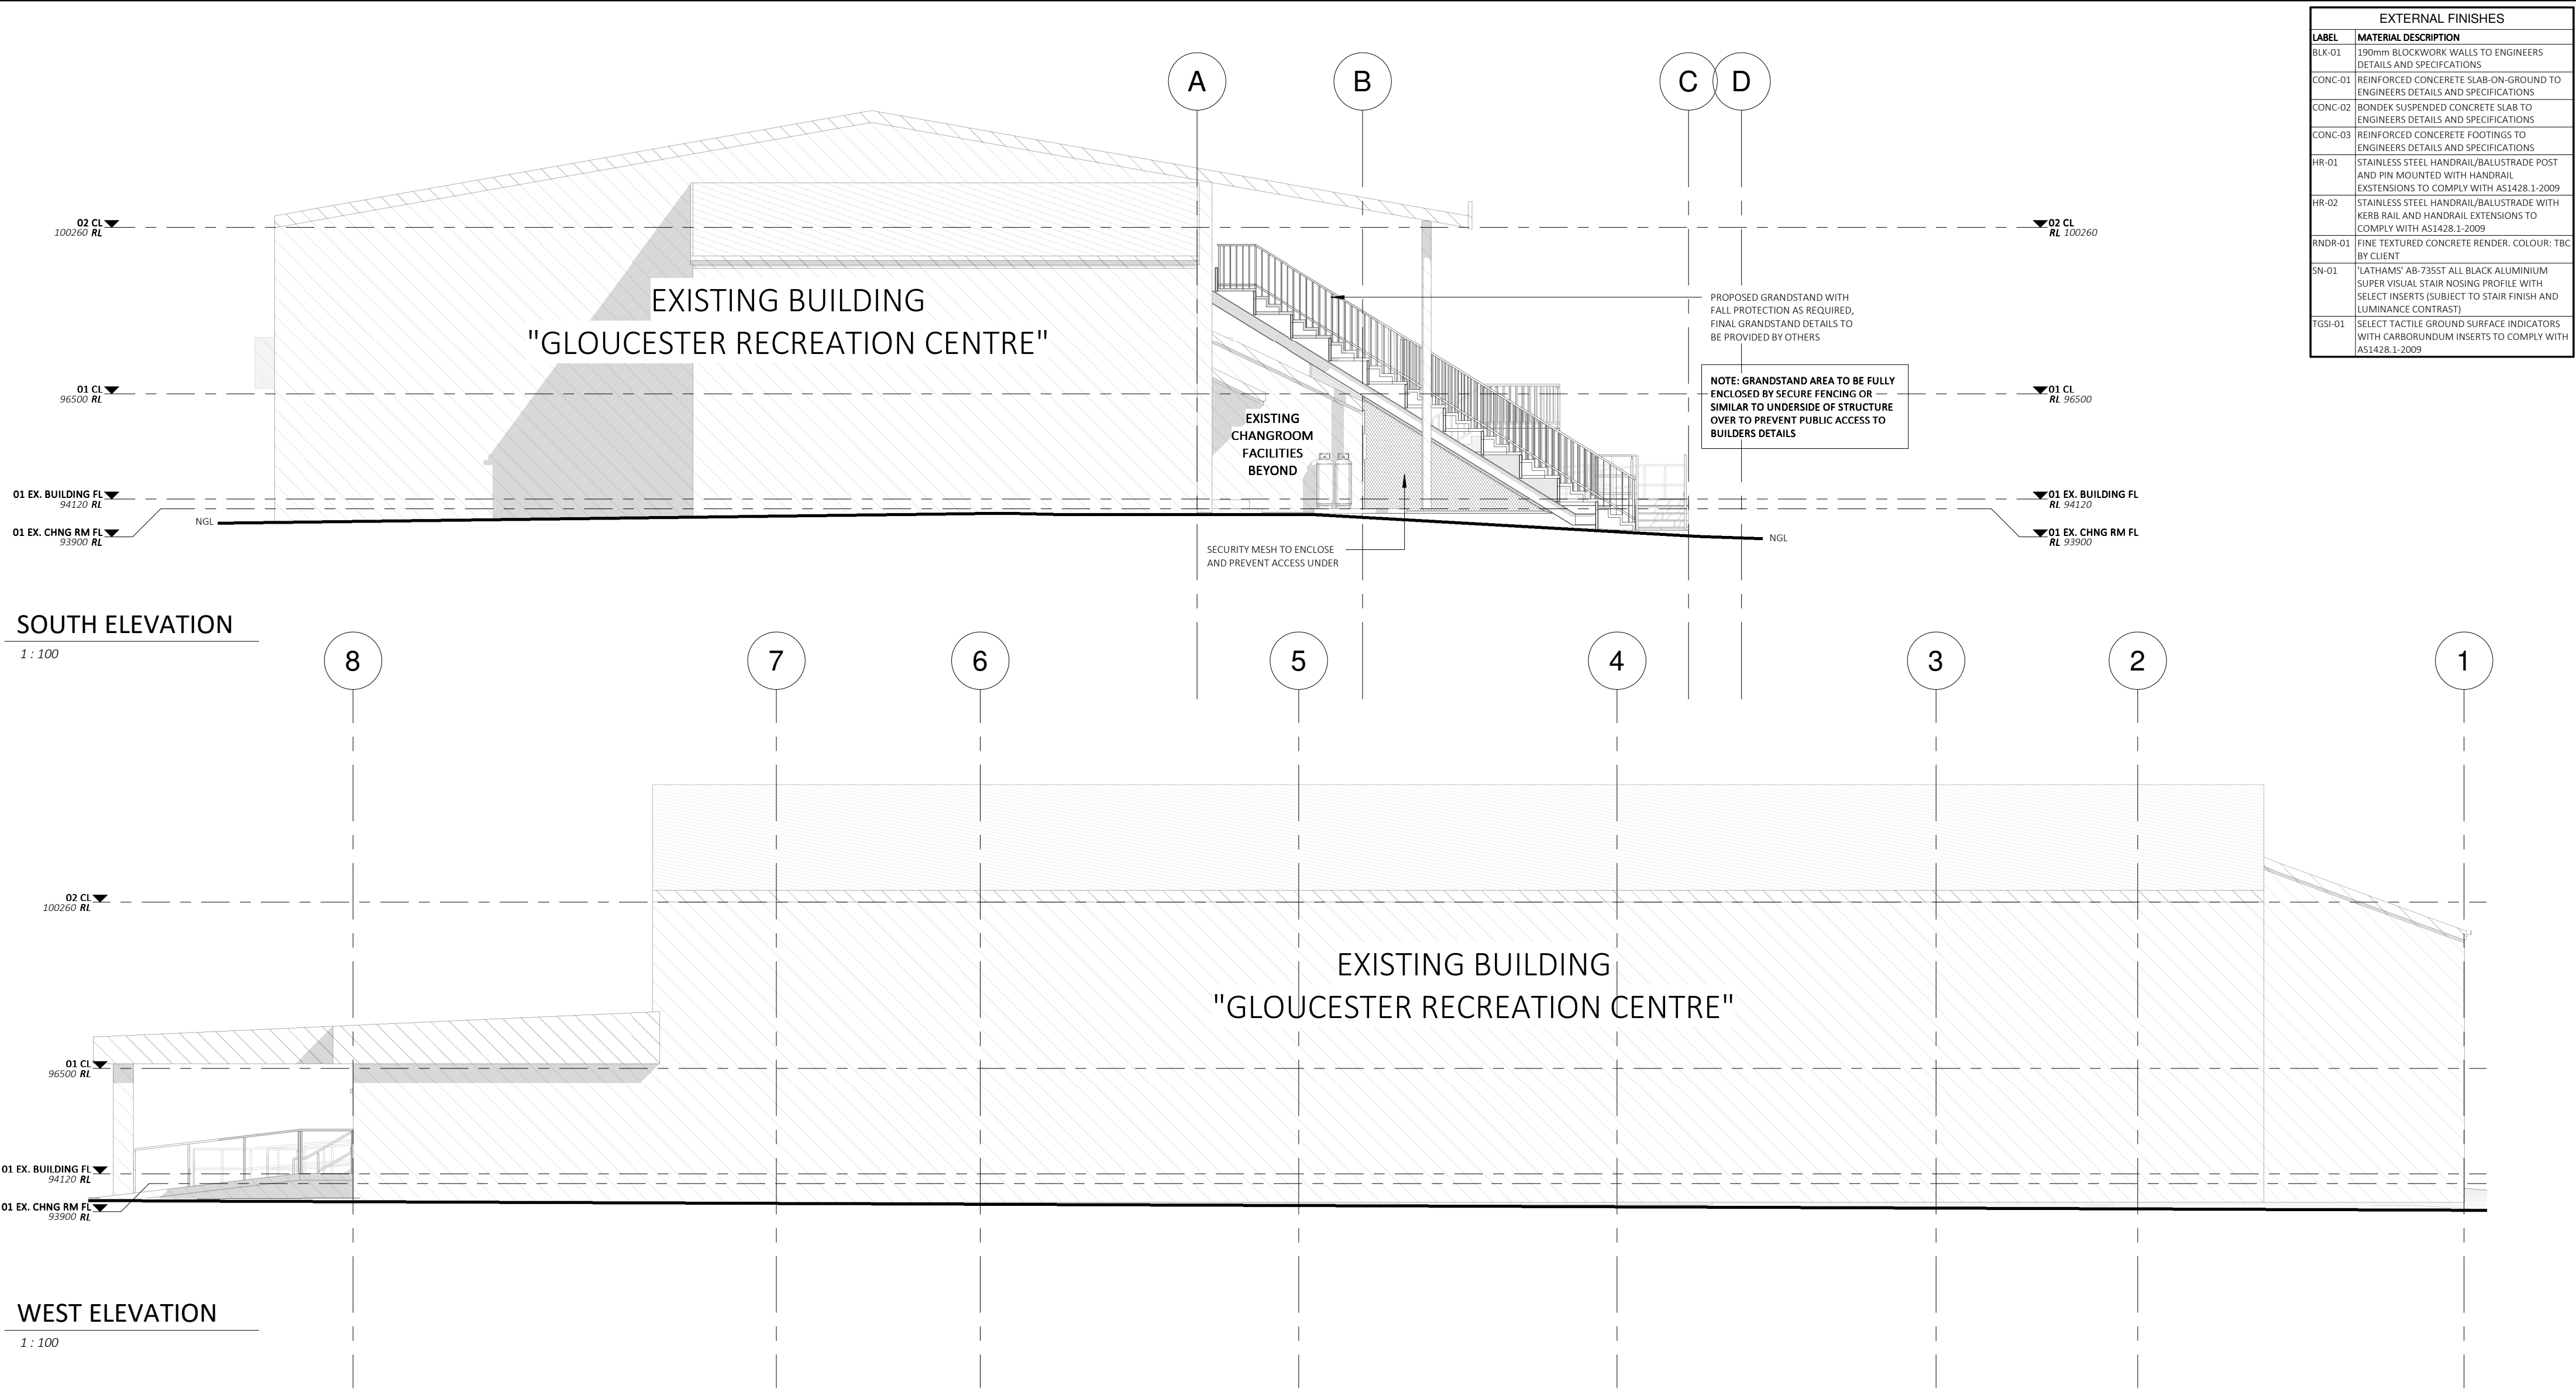 EXTERNAL FINISHES
LABEL MATERIAL DESCRIPTION
BLK-01 190mm BLOCKWORK WALLS TO ENGINEERS
DETAILS AND SPECIFCATIONS
CONC-01 REINFORCED CONCERETE SLAB-ON-GROUND TO
ENGINEERS DETAILS AND SPECIFICATIONS
CONC-02 BONDEK SUSPENDED CONCRETE SLAB TO
ENGINEERS DETAILS AND SPECIFICATIONS
CONC-03 REINFORCED CONCERETE FOOTINGS TO
ENGINEERS DETAILS AND SPECIFICATIONS
HR-01 STAINLESS STEEL HANDRAIL/BALUSTRADE POST
AND PIN MOUNTED WITH HANDRAIL
EXSTENSIONS TO COMPLY WITH AS1428.1-2009
HR-02 STAINLESS STEEL HANDRAIL/BALUSTRADE WITH
KERB RAIL AND HANDRAIL EXTENSIONS TO
COMPLY WITH AS1428.1-2009
RNDR-01 FINE TEXTURED CONCRETE RENDER. COLOUR: TBC
BY CLIENT
SN-01 'LATHAMS' AB-735ST ALL BLACK ALUMINIUM
SUPER VISUAL STAIR NOSING PROFILE WITH
SELECT INSERTS (SUBJECT TO STAIR FINISH AND
LUMINANCE CONTRAST)
TGSI-01 SELECT TACTILE GROUND SURFACE INDICATORS
WITH CARBORUNDUM INSERTS TO COMPLY WITH
AS1428.1-2009
A B C D
02 CL
100260 RL
02 CL
RL 100260
EXISTING BUILDING
"GLOUCESTER RECREATION CENTRE"
PROPOSED GRANDSTAND WITH
FALL PROTECTION AS REQUIRED,
FINAL GRANDSTAND DETAILS TO
BE PROVIDED BY OTHERS
01 CL
96500 RL
01 CL
RL 96500
NOTE: GRANDSTAND AREA TO BE FULLY
ENCLOSED BY SECURE FENCING OR
SIMILAR TO UNDERSIDE OF STRUCTURE
OVER TO PREVENT PUBLIC ACCESS TO
BUILDERS DETAILS
EXISTING
CHANGROOM
FACILITIES
BEYOND
01 EX. BUILDING FL
94120 RL
01 EX. BUILDING FL
RL 94120
NGL
01 EX. CHNG RM FL
93900 RL
NGL
01 EX. CHNG RM FL
RL 93900
SECURITY MESH TO ENCLOSE
AND PREVENT ACCESS UNDER
SOUTH ELEVATION
1 : 100
8 7 6 5 4 3 2 1
02 CL
100260 RL
EXISTING BUILDING
"GLOUCESTER RECREATION CENTRE"
01 CL
96500 RL
01 EX. BUILDING FL
94120 RL
01 EX. CHNG RM FL
93900 RL
WEST ELEVATION
1 : 100